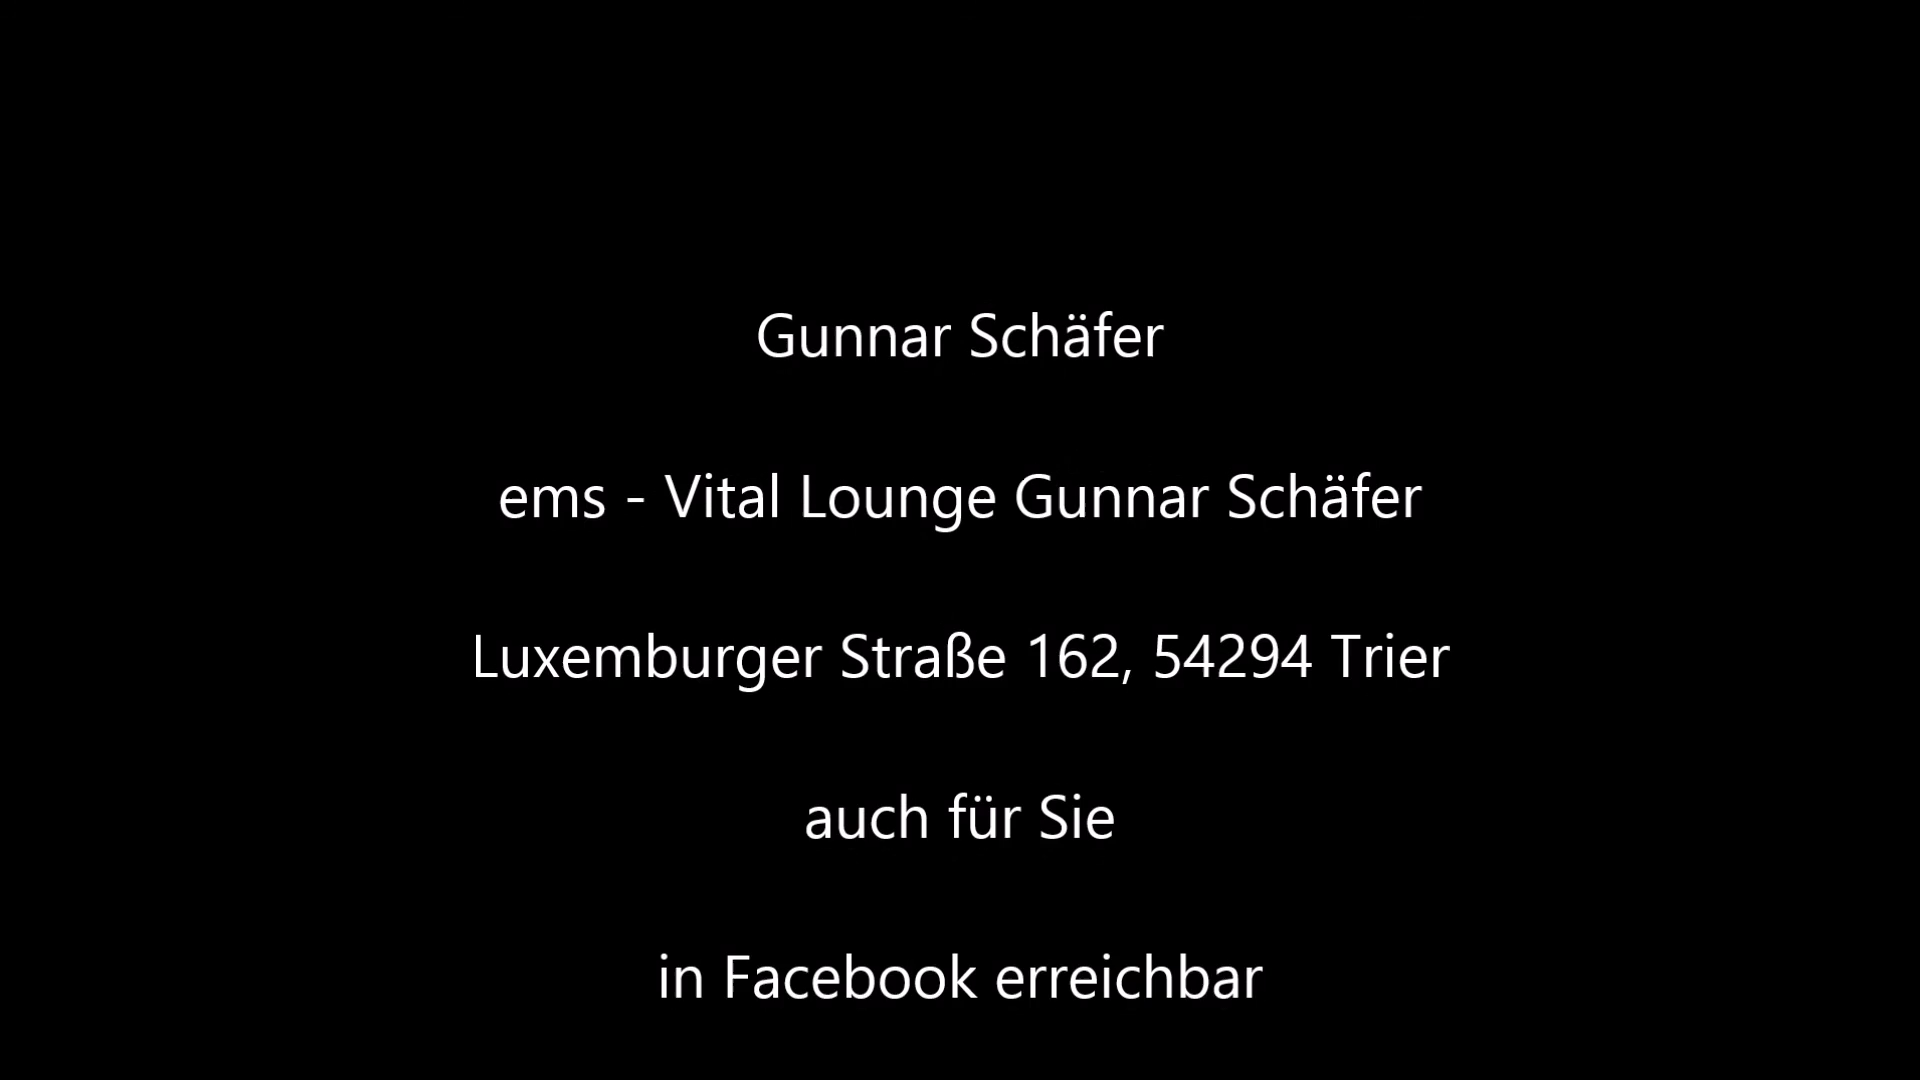 Gunnar Schäfer
ems - Vital Lounge Gunnar Schäfer
Luxemburger Straße 162, 54294 Trier
auch für Sie
in Facebook erreichbar